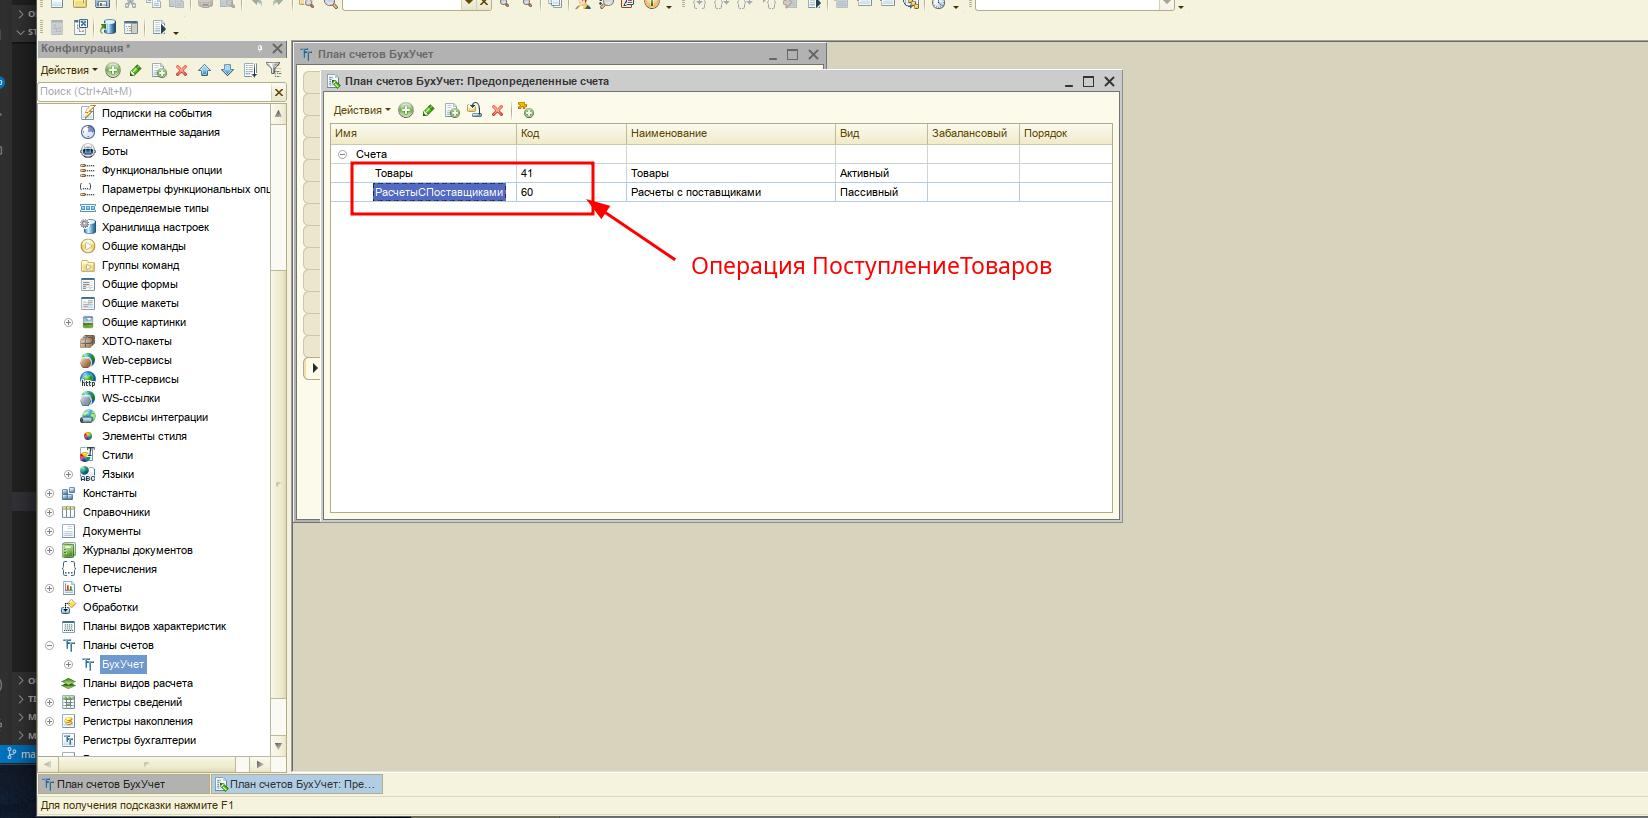 Конфигурация *
Действия
Поиск (Ctrl+Alt+M)
Подписки на события
Регламентные задания
Боты
Функциональные опции
Параметры функциональных опц
Определяемые типы
Хранилища настроек
Общие команды
Группы команд
Общие формы
Общие макеты
Общие картинки
XDTO-пакеты
Web-сервисы
HTTP-сервисы
WS-ссылки
Сервисы интеграции
Элементы стиля
Стили
Языки
Константы
Справочники
Документы
Журналы документов
Перечисления
Отчеты
Обработки
Планы видов характеристик
Планы счетов
БухУчет
Планы видов расчета
Регистры сведений
Регистры накопления
Регистры бухгалтерии
План счетов БухУчет
План счетов БухУчет: Предопределенные счета
Действия
Имя Код Наименование Вид Забалансовый Порядок
Счета
Товары 41 Товары Активный
РасчетыСПоставщиками 60 Расчеты с поставщиками Пассивный
Операция ПоступлениеТоваров
План счетов БухУчет
План счетов БухУчет: Пре...
Для получения подсказки нажмите F1